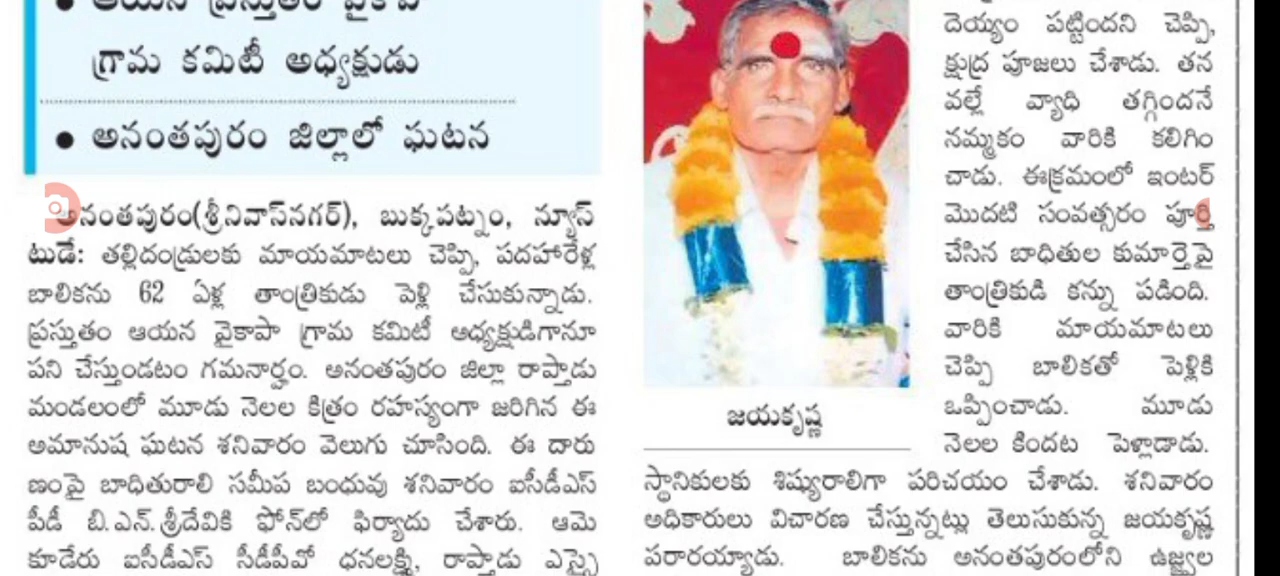 • ఆయన ప్రస్తుతం వైకాపా
గ్రామ కమిటీ అధ్యక్షుడు
• అనంతపురం జిల్లాలో ఘటన
అనంతపురం(శ్రీనివాస్‌నగర్), బుక్కపట్నం, న్యూస్
టుడే: తల్లిదండ్రులకు మాయమాటలు చెప్పి, పదహారేళ్ల
బాలికను 62 ఏళ్ల తాంత్రికుడు పెళ్లి చేసుకున్నాడు.
ప్రస్తుతం ఆయన వైకాపా గ్రామ కమిటీ అధ్యక్షుడిగానూ
పని చేస్తుండటం గమనార్హం. అనంతపురం జిల్లా రాప్తాడు
మండలంలో మూడు నెలల కిత్రం రహస్యంగా జరిగిన ఈ
అమానుష ఘటన శనివారం వెలుగు చూసింది. ఈ దారు
ణంపై బాధితురాలి సమీప బంధువు శనివారం ఐసీడీఎస్
పీడీ బి.ఎన్.శ్రీదేవికి ఫోన్‌లో ఫిర్యాదు చేశారు. ఆమె
కూడేరు ఐసీడీఎస్ సీడీపీవో ధనలక్ష్మి, రాప్తాడు ఎస్సై
జయకృష్ణ
దెయ్యం పట్టిందని చెప్పి,
క్షుద్ర పూజలు చేశాడు. తన
వల్లే వ్యాధి తగ్గిందనే
నమ్మకం వారికి కలిగిం
చాడు. ఈక్రమంలో ఇంటర్
మొదటి సంవత్సరం పూర్తి
చేసిన బాధితుల కుమార్తెపై
తాంత్రికుడి కన్ను పడింది.
వారికి మాయమాటలు
చెప్పి బాలికతో పెళ్లికి
ఒప్పించాడు. మూడు
నెలల కిందట పెళ్లాడాడు.
స్థానికులకు శిష్యురాలిగా పరిచయం చేశాడు. శనివారం
అధికారులు విచారణ చేస్తున్నట్లు తెలుసుకున్న జయకృష్ణ
పరారయ్యాడు. బాలికను అనంతపురంలోని ఉజ్వల